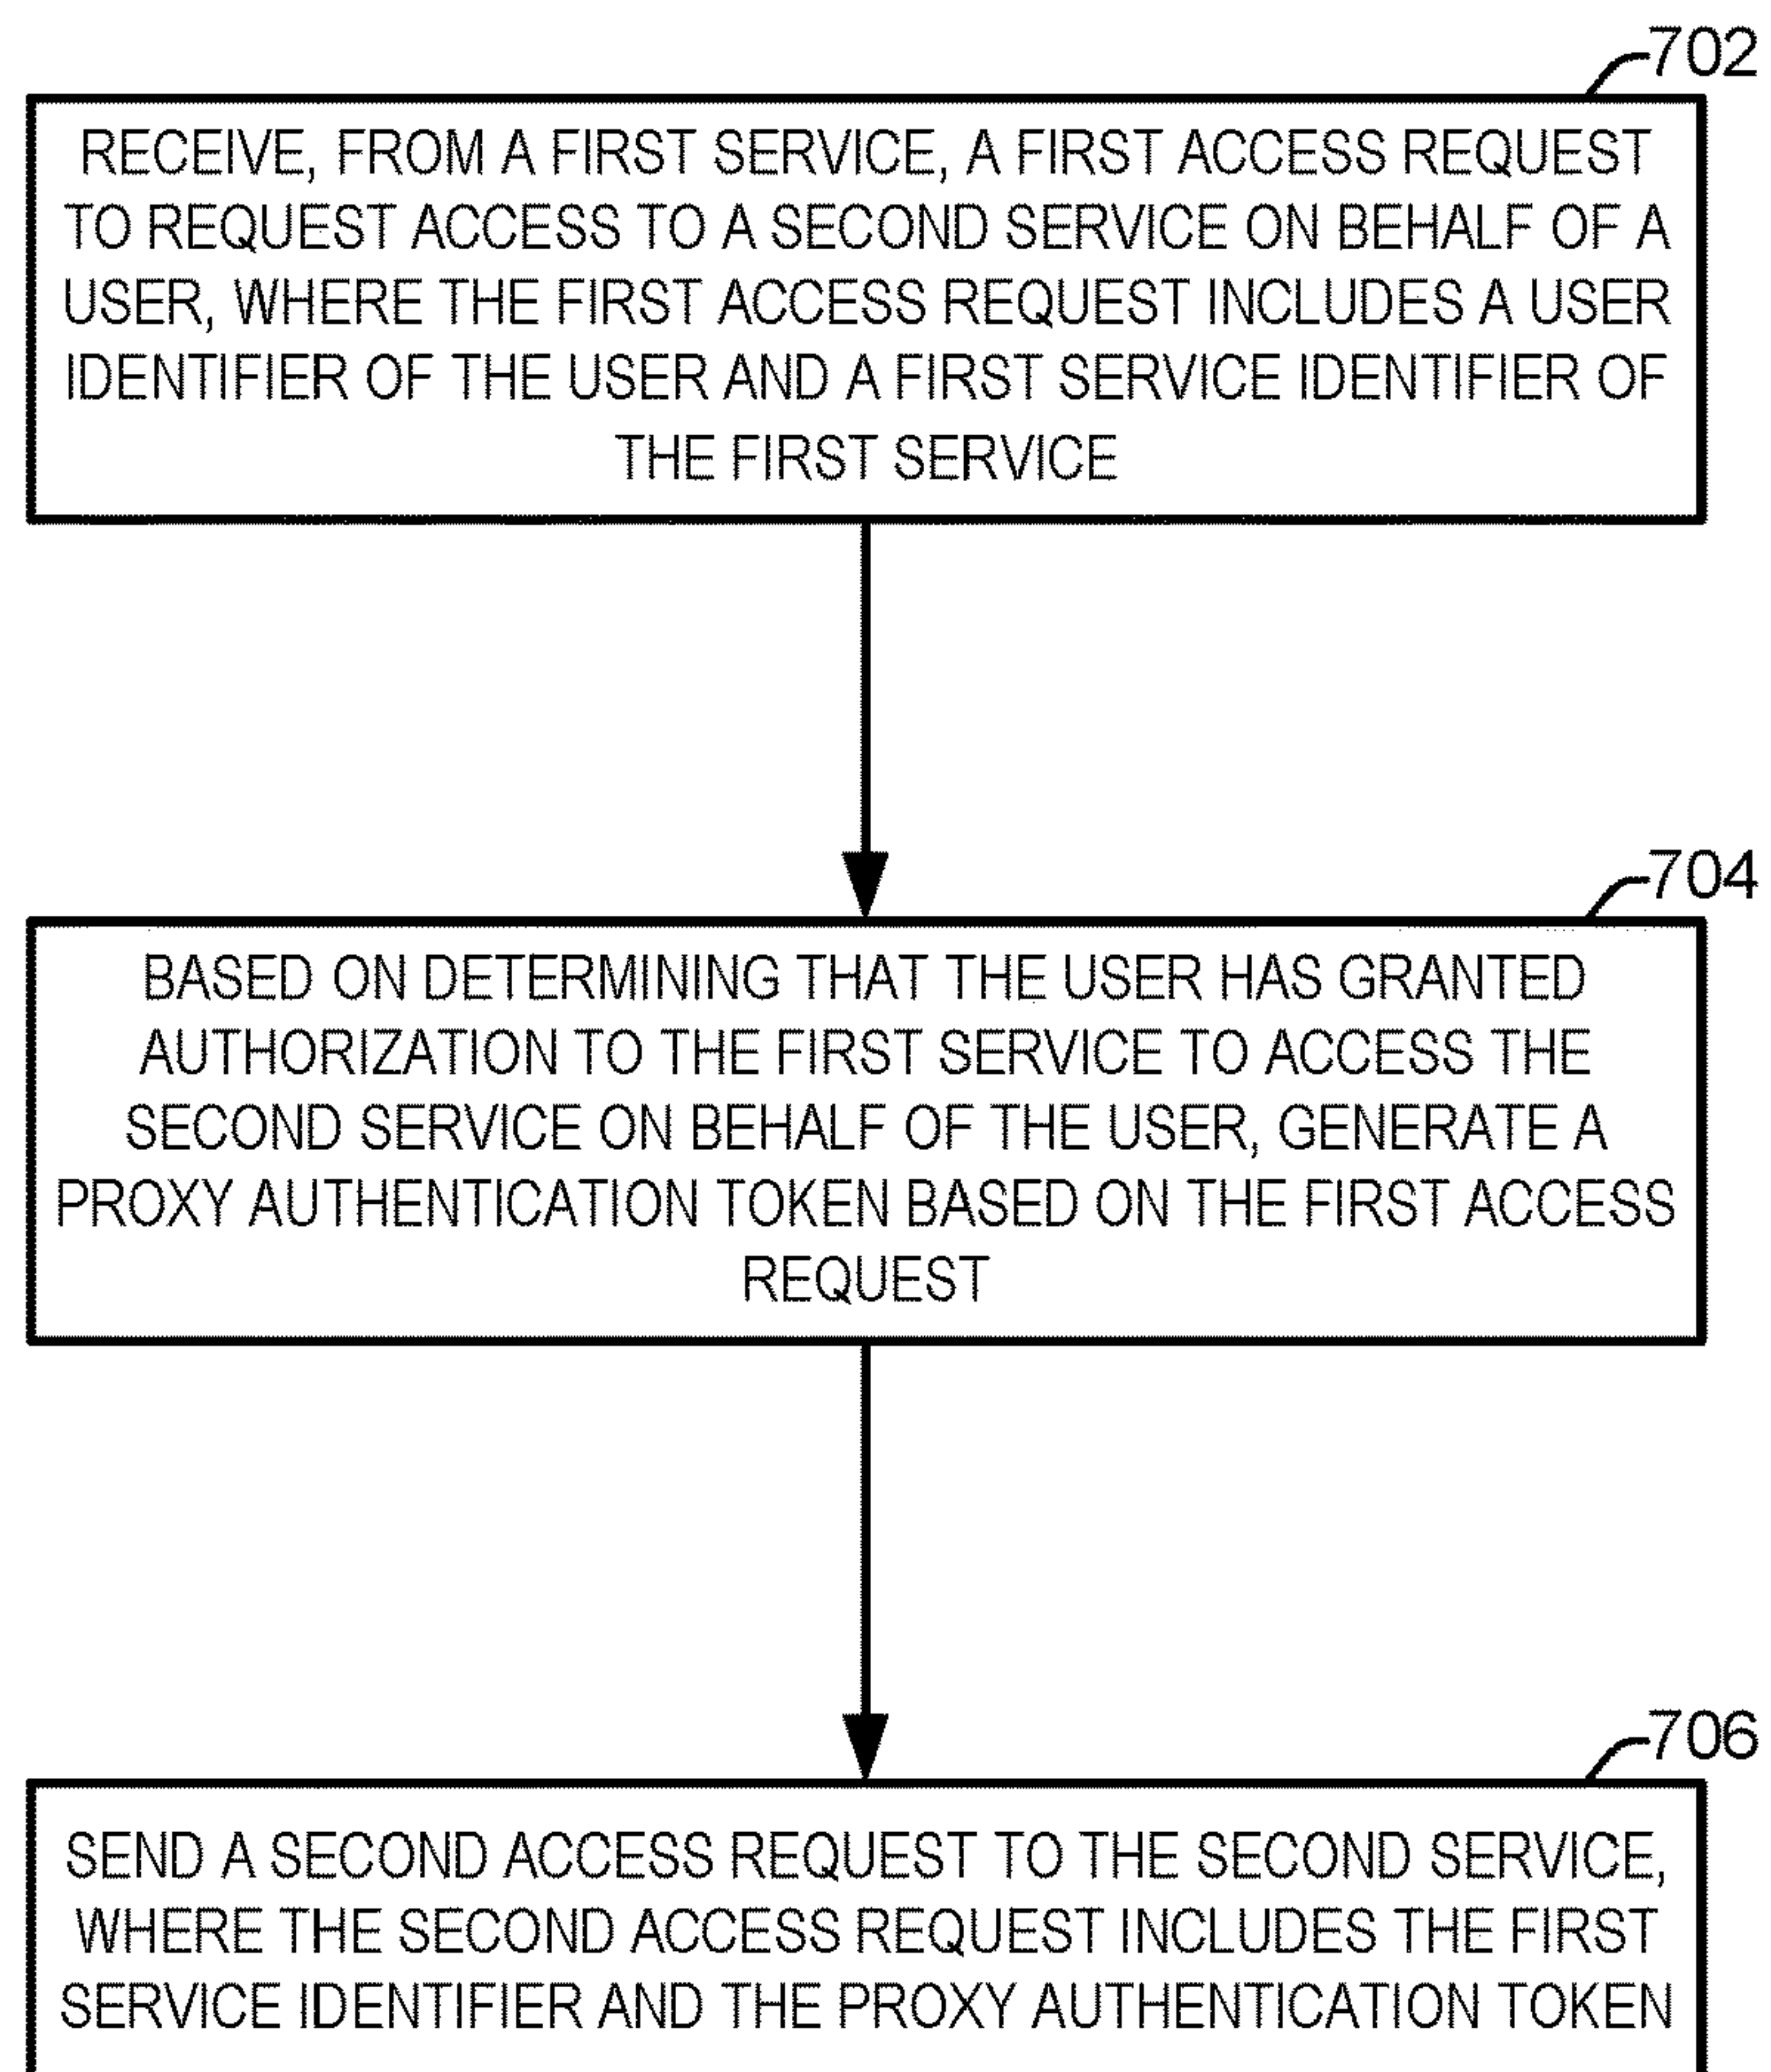 702
RECEIVE, FROM A FIRST SERVICE, A FIRST ACCESS REQUEST
TO REQUEST ACCESS TO A SECOND SERVICE ON BEHALF OF A
USER, WHERE THE FIRST ACCESS REQUEST INCLUDES A USER
IDENTIFIER OF THE USER AND A FIRST SERVICE IDENTIFIER OF
THE FIRST SERVICE
704
BASED ON DETERMINING THAT THE USER HAS GRANTED
AUTHORIZATION TO THE FIRST SERVICE TO ACCESS THE
SECOND SERVICE ON BEHALF OF THE USER, GENERATE A
PROXY AUTHENTICATION TOKEN BASED ON THE FIRST ACCESS
REQUEST
706
SEND A SECOND ACCESS REQUEST TO THE SECOND SERVICE,
WHERE THE SECOND ACCESS REQUEST INCLUDES THE FIRST
SERVICE IDENTIFIER AND THE PROXY AUTHENTICATION TOKEN